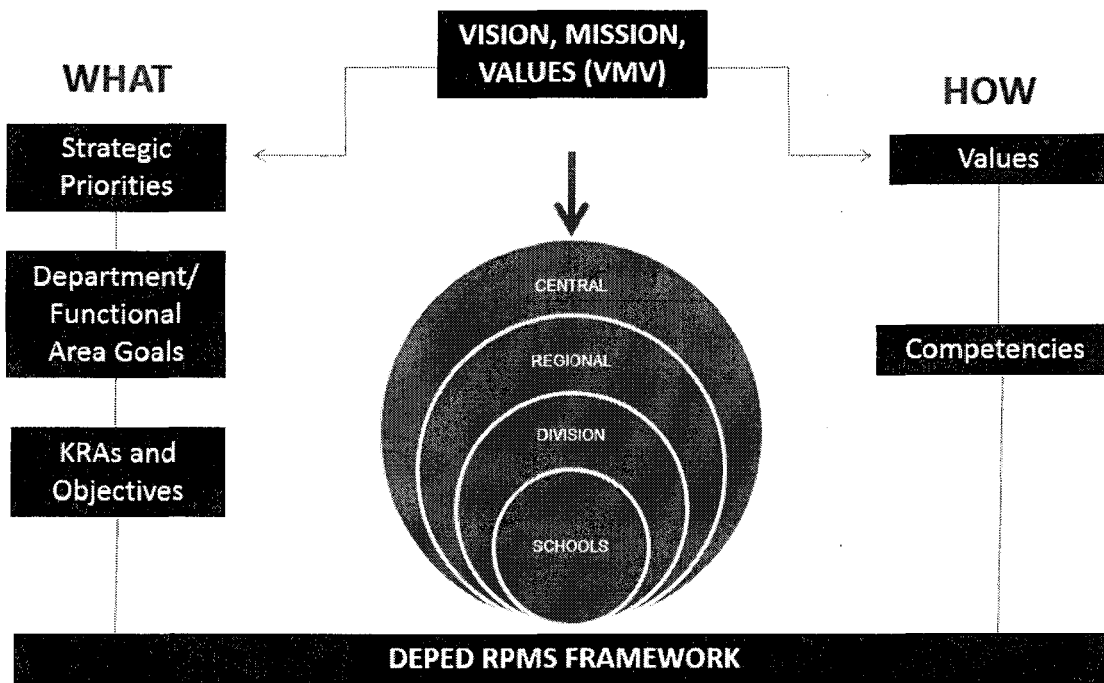 VISION, MISSION,
VALUES (VMV)
WHAT
Strategic
Priorities
Department/
Functional
Area Goals
KRAs and
Objectives
CENTRAL
REGIONAL
DIVISION
SCHOOLS
HOW
Values
Competencies
DEPED RPMS FRAMEWORK